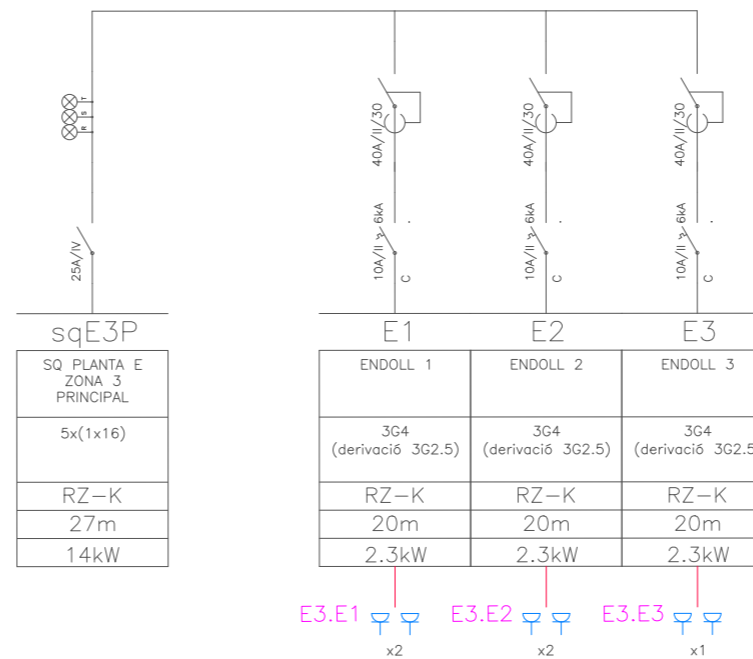 T
S
R
25A/IV
40A/II/30
40A/II/30
40A/II/30
10A/II 6kA
C
10A/II 6kA
C
10A/II 6kA
C
sqE3P
E1
E2
E3
SQ PLANTA E
ZONA 3
PRINCIPAL
ENDOLL 1
ENDOLL 2
ENDOLL 3
5x(1x16)
3G4
(derivació 3G2.5)
3G4
(derivació 3G2.5)
3G4
(derivació 3G2.5
RZ-K
RZ-K
RZ-K
RZ-K
27m
20m
20m
20m
14kW
2.3kW
2.3kW
2.3kW
E3.E1
E3.E2
E3.E3
x2
x2
x1